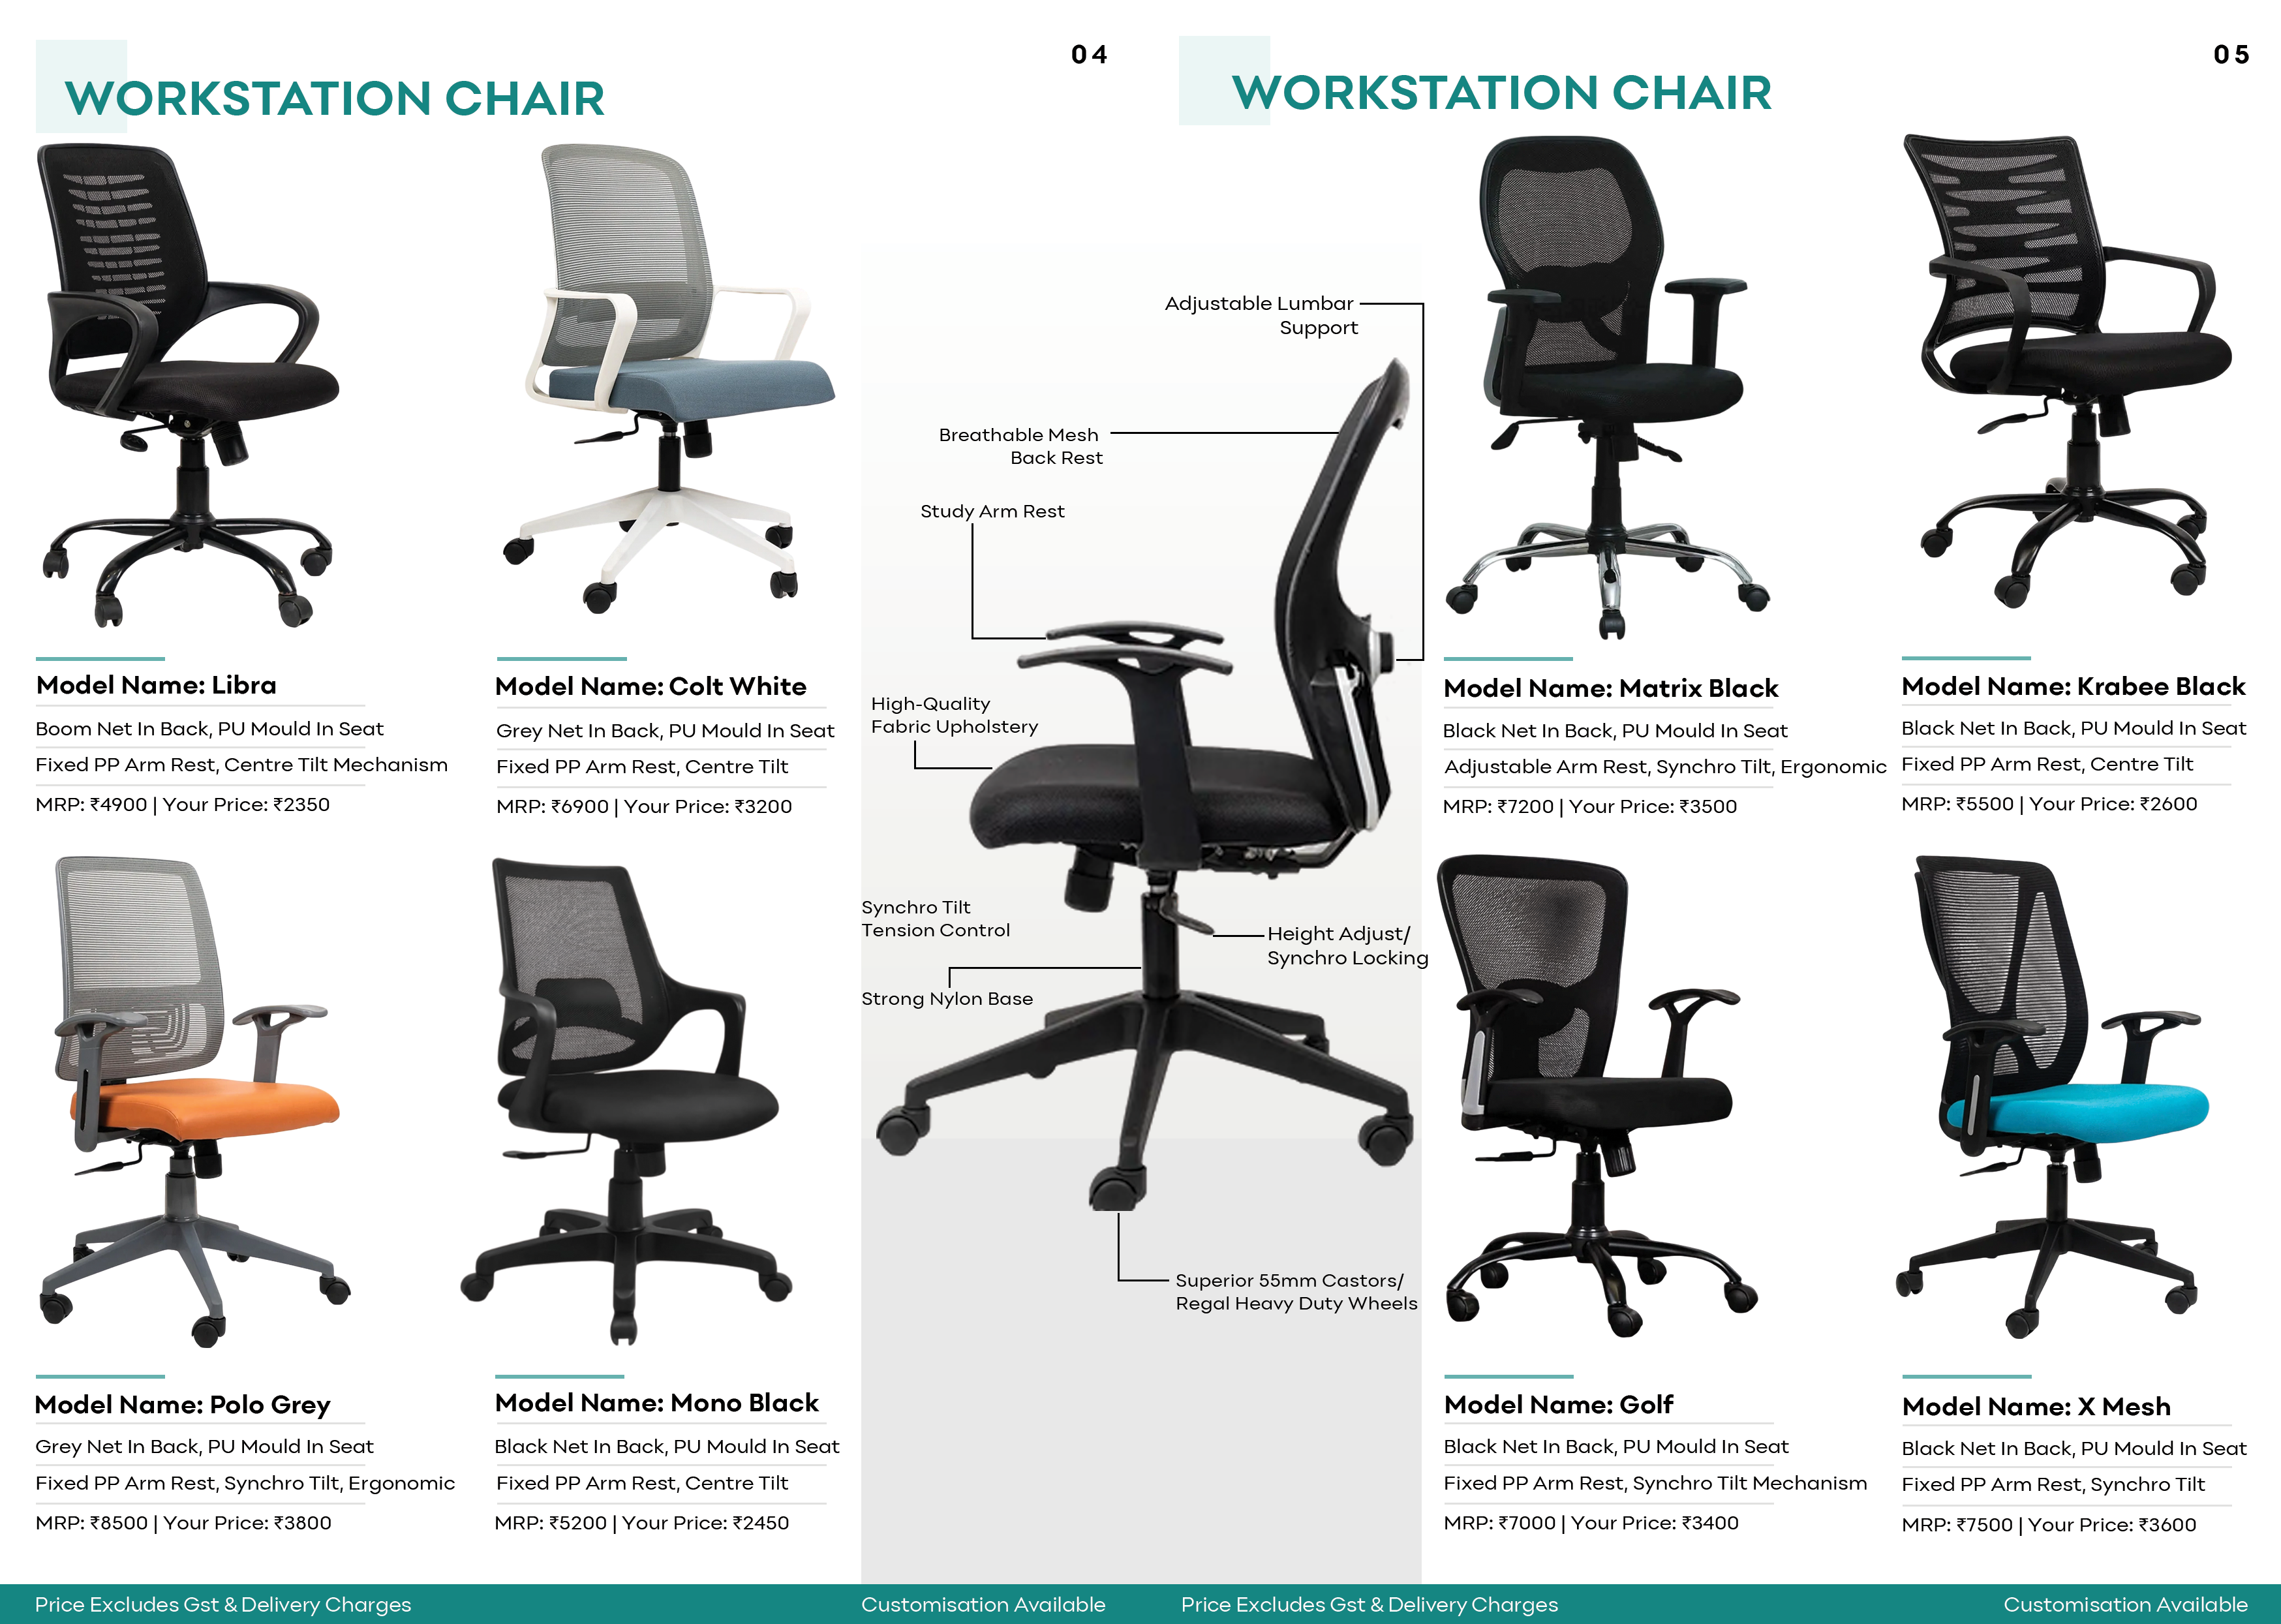 04
WORKSTATION CHAIR
Model Name: Libra
Boom Net In Back, PU Mould In Seat
Fixed PP Arm Rest, Centre Tilt Mechanism
MRP: ₹4900 | Your Price: ₹2350
Model Name: Colt White
Grey Net In Back, PU Mould In Seat
Fixed PP Arm Rest, Centre Tilt
MRP: ₹6900 | Your Price: ₹3200
Model Name: Polo Grey
Grey Net In Back, PU Mould In Seat
Fixed PP Arm Rest, Synchro Tilt, Ergonomic
MRP: ₹8500 | Your Price: ₹3800
Model Name: Mono Black
Black Net In Back, PU Mould In Seat
Fixed PP Arm Rest, Centre Tilt
MRP: ₹5200 | Your Price: ₹2450
Adjustable Lumbar
Support
Breathable Mesh
Back Rest
Study Arm Rest
High-Quality
Fabric Upholstery
Synchro Tilt
Tension Control
Height Adjust/
Synchro Locking
Strong Nylon Base
Superior 55mm Castors/
Regal Heavy Duty Wheels
05
WORKSTATION CHAIR
Model Name: Matrix Black
Black Net In Back, PU Mould In Seat
Adjustable Arm Rest, Synchro Tilt, Ergonomic
MRP: ₹7200 | Your Price: ₹3500
Model Name: Krabee Black
Black Net In Back, PU Mould In Seat
Fixed PP Arm Rest, Centre Tilt
MRP: ₹5500 | Your Price: ₹2600
Model Name: Golf
Black Net In Back, PU Mould In Seat
Fixed PP Arm Rest, Synchro Tilt Mechanism
MRP: ₹7000 | Your Price: ₹3400
Model Name: X Mesh
Black Net In Back, PU Mould In Seat
Fixed PP Arm Rest, Synchro Tilt
MRP: ₹7500 | Your Price: ₹3600
Price Excludes Gst & Delivery Charges
Customisation Available
Price Excludes Gst & Delivery Charges
Customisation Available